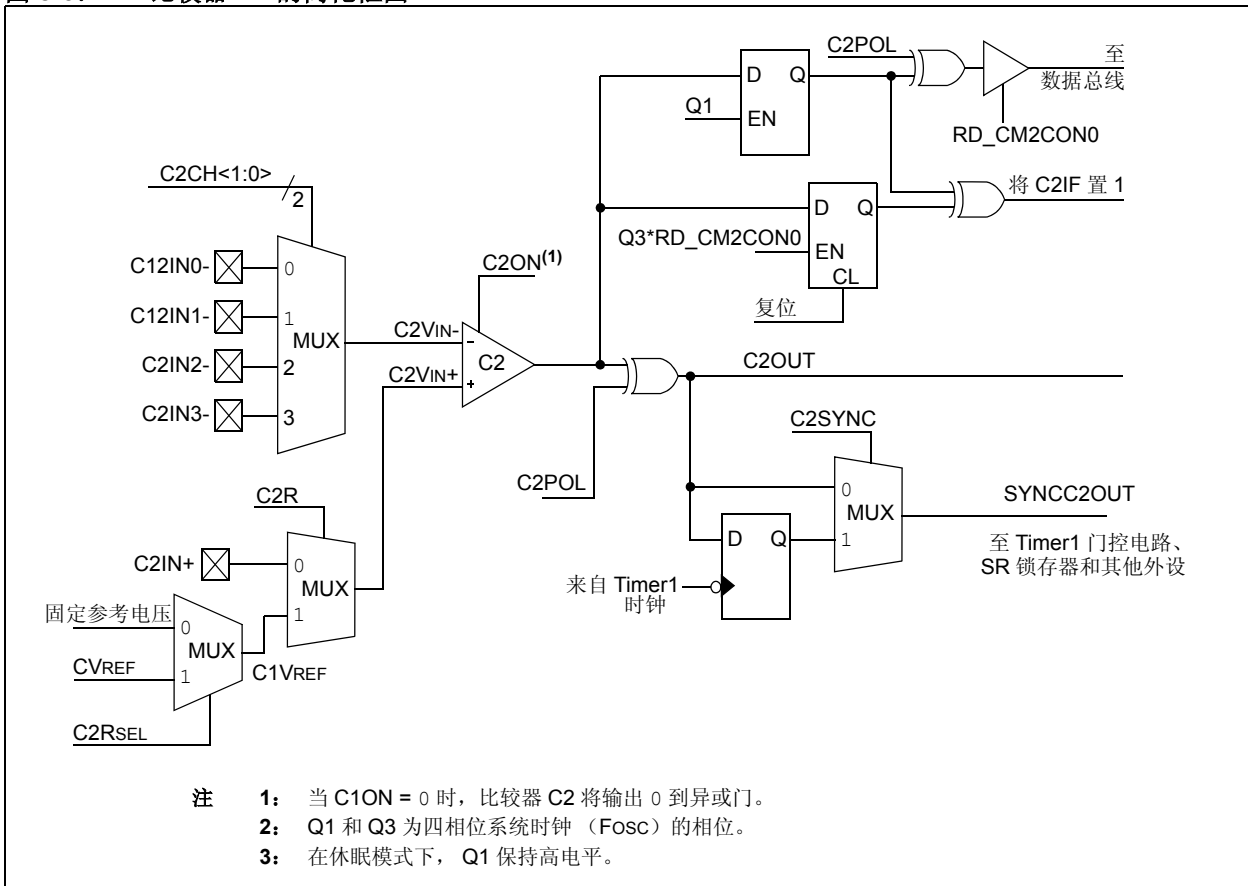 C2POL
至
数据总线
D Q
Q1
EN
RD_CM2CON0
C2CH<1:0>
2
将 C2IF 置 1
D Q
Q3*RD_CM2CON0
EN
CL
复位
C12IN0-
0
C12IN1-
1
MUX
C2IN2-
2
C2IN3-
3
C2ON(1)
C2VIN-
C2VIN+
C2
-
+
C2OUT
C2POL
C2SYNC
0
MUX
1
SYNCC2OUT
至 Timer1 门控电路、
SR 锁存器和其他外设
D Q
来自 Timer1
时钟
C2R
C2IN+
0
MUX
1
固定参考电压
0
MUX
CVREF
1
C1VREF
C2RSEL
注 1: 当 C1ON = 0 时，比较器 C2 将输出 0 到异或门。
2: Q1 和 Q3 为四相位系统时钟 （FOSC）的相位。
3: 在休眠模式下， Q1 保持高电平。